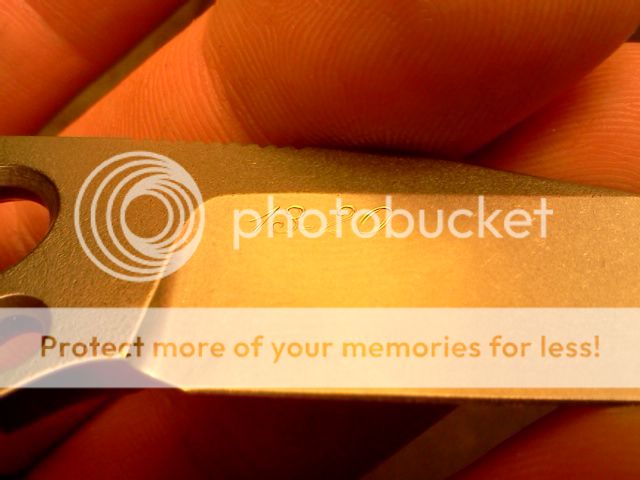 photobucket
Protect more of your memories for less!